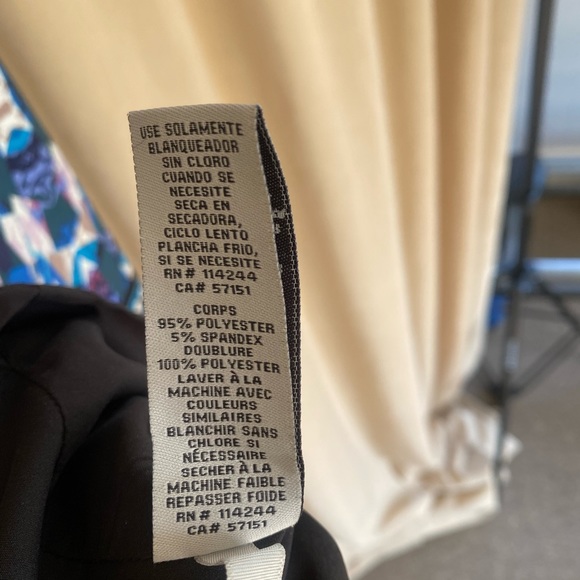 USE SOLAMENTE
BLANQUEADOR
SIN CLORO
CUANDO SE
NECESITE
SECA EN
SECADORA,
CICLO LENTO
PLANCHA FRIO,
SI SE NECESITE
RN# 114244
CA# 57151
CORPS
95% POLYESTER
5% SPANDEX
DOUBLURE
100% POLYESTER
LAVER À LA
MACHINE AVEC
COULEURS
SIMILAIRES
BLANCHIR SANS
CHLORE SI
NÉCESSAIRE
SECHER À LA
MACHINE FAIBLE
REPASSER FOIDE
RN# 114244
CA# 57151